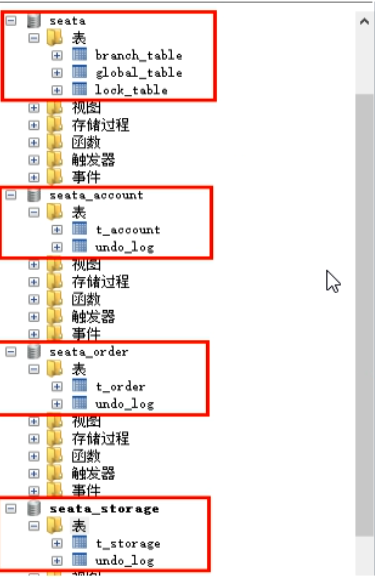 seata
表
branch_table
global_table
lock_table
视图
存储过程
函数
触发器
事件
seata_account
表
t_account
undo_log
视图
存储过程
函数
触发器
事件
seata_order
表
t_order
undo_log
视图
存储过程
函数
触发器
事件
seata_storage
表
t_storage
undo_log